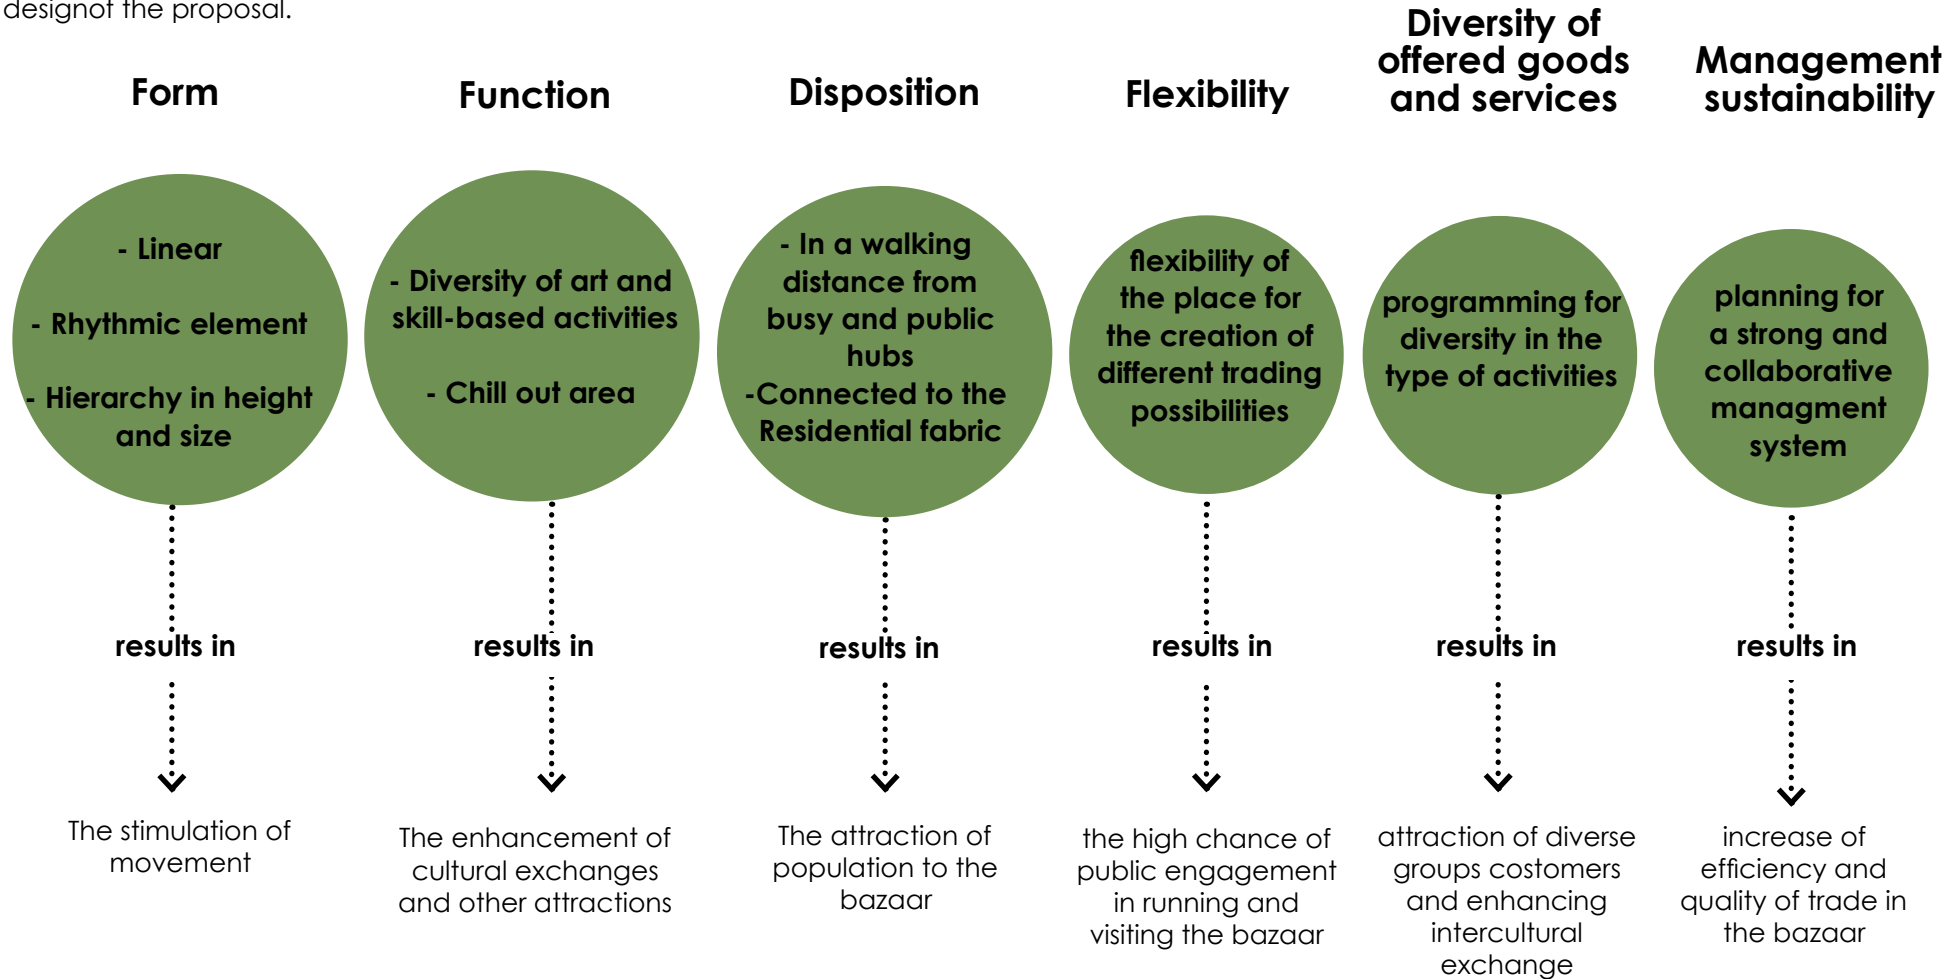 designof the proposal.
Form
Function
Disposition
Flexibility
Diversity of
offered goods
and services
Management
sustainability
- Linear
- Rhythmic element
- Hierarchy in height
and size
- Diversity of art and
skill-based activities
- Chill out area
- In a walking
distance from
busy and public
hubs
-Connected to the
Residential fabric
flexibility of
the place for
the creation of
different trading
possibilities
programming for
diversity in the
type of activities
planning for
a strong and
collaborative
managment
system
results in
results in
results in
results in
results in
results in
The stimulation of
movement
The enhancement of
cultural exchanges
and other attractions
The attraction of
population to the
bazaar
the high chance of
public engagement
in running and
visiting the bazaar
attraction of diverse
groups costomers
and enhancing
intercultural
exchange
increase of
efficiency and
quality of trade in
the bazaar